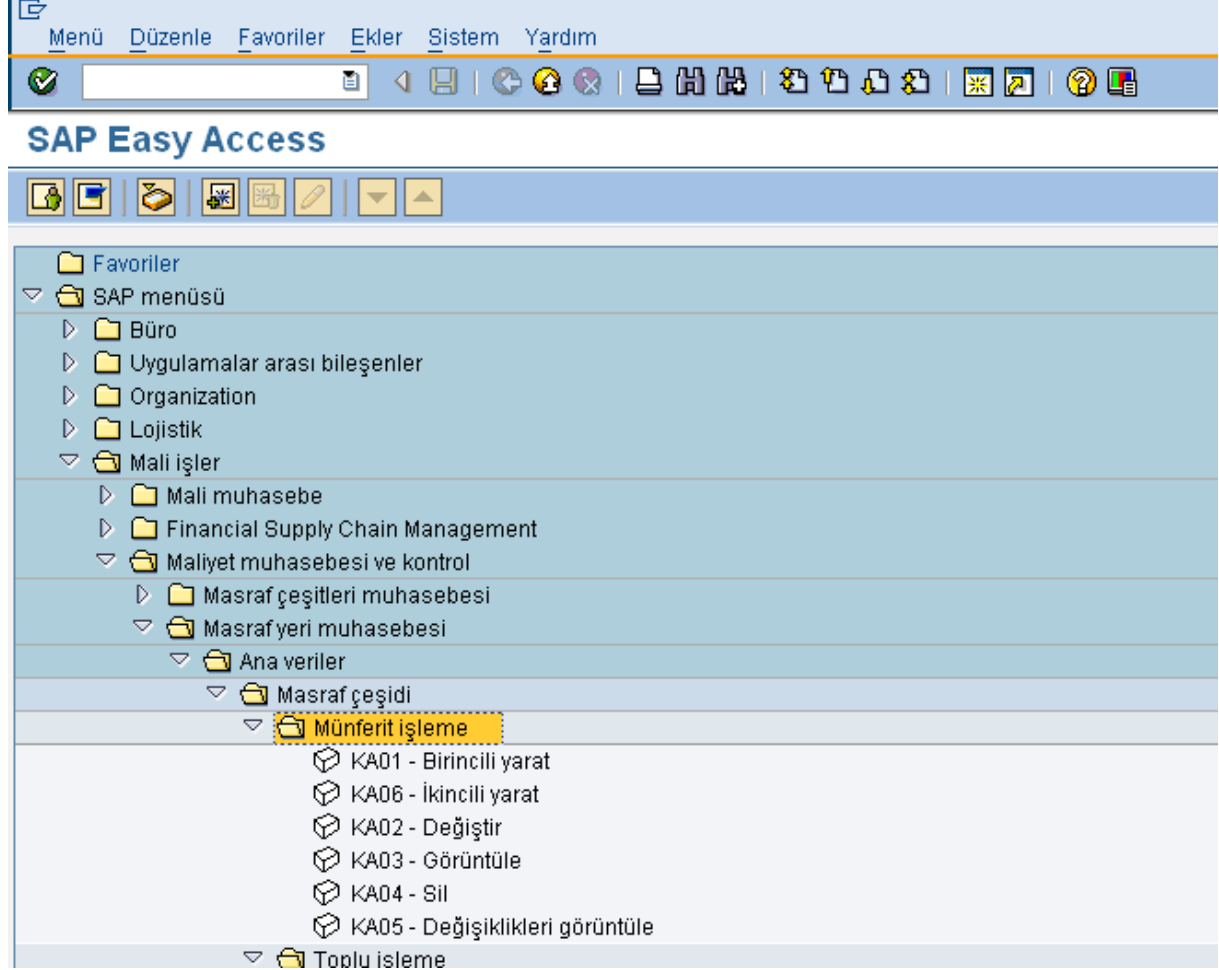 Menü Düzenle Favoriler Ekler Sistem Yardım
SAP Easy Access
Favoriler
SAP menüsü
Büro
Uygulamalar arası bileşenler
Organization
Lojistik
Mali işler
Mali muhasebe
Financial Supply Chain Management
Maliyet muhasebesi ve kontrol
Masraf çeşitleri muhasebesi
Masraf yeri muhasebesi
Ana veriler
Masraf çeşidi
Münferit işleme
KA01 - Birincili yarat
KA06 - İkincili yarat
KA02 - Değiştir
KA03 - Görüntüle
KA04 - Sil
KA05 - Değişiklikleri görüntüle
Toplu işleme